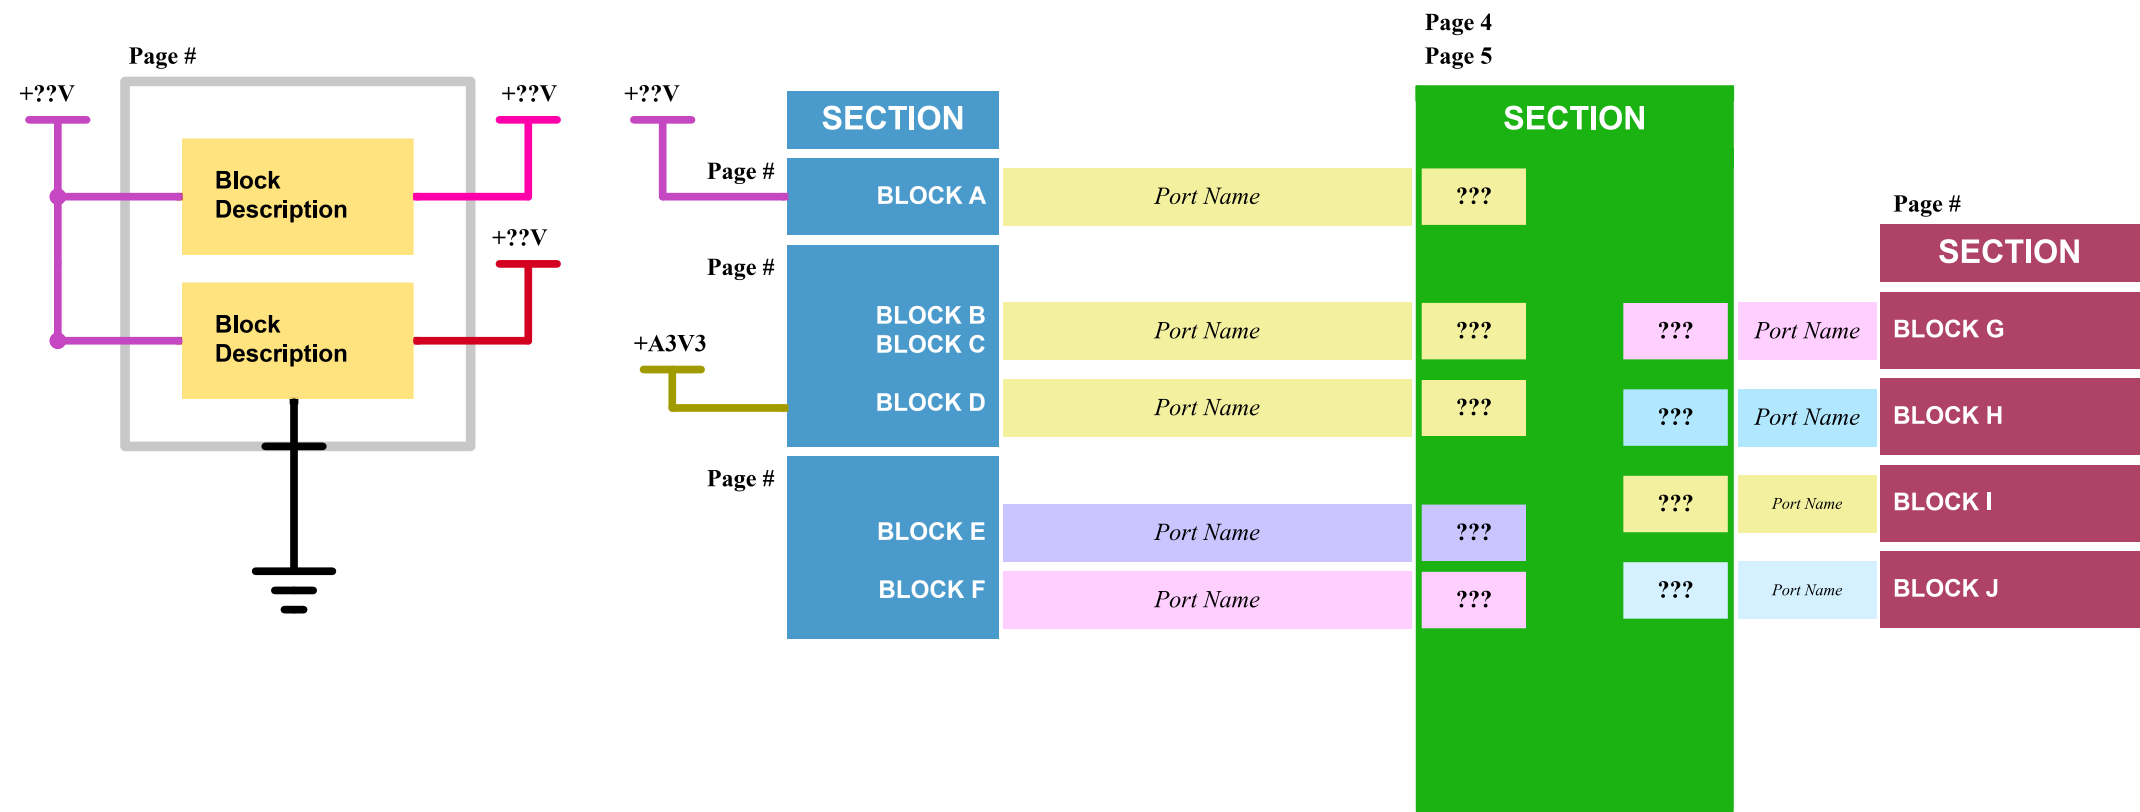 Page #
+??V
+??V
Block
Description
+??V
Block
Description
+??V
SECTION
Page #
BLOCK A
Port Name
???
Page #
BLOCK B
BLOCK C
Port Name
???
+A3V3
BLOCK D
Port Name
???
Page #
BLOCK E
Port Name
???
BLOCK F
Port Name
???
Page 4
Page 5
SECTION
Page #
SECTION
???
Port Name
BLOCK G
???
Port Name
BLOCK H
???
Port Name
BLOCK I
???
Port Name
BLOCK J